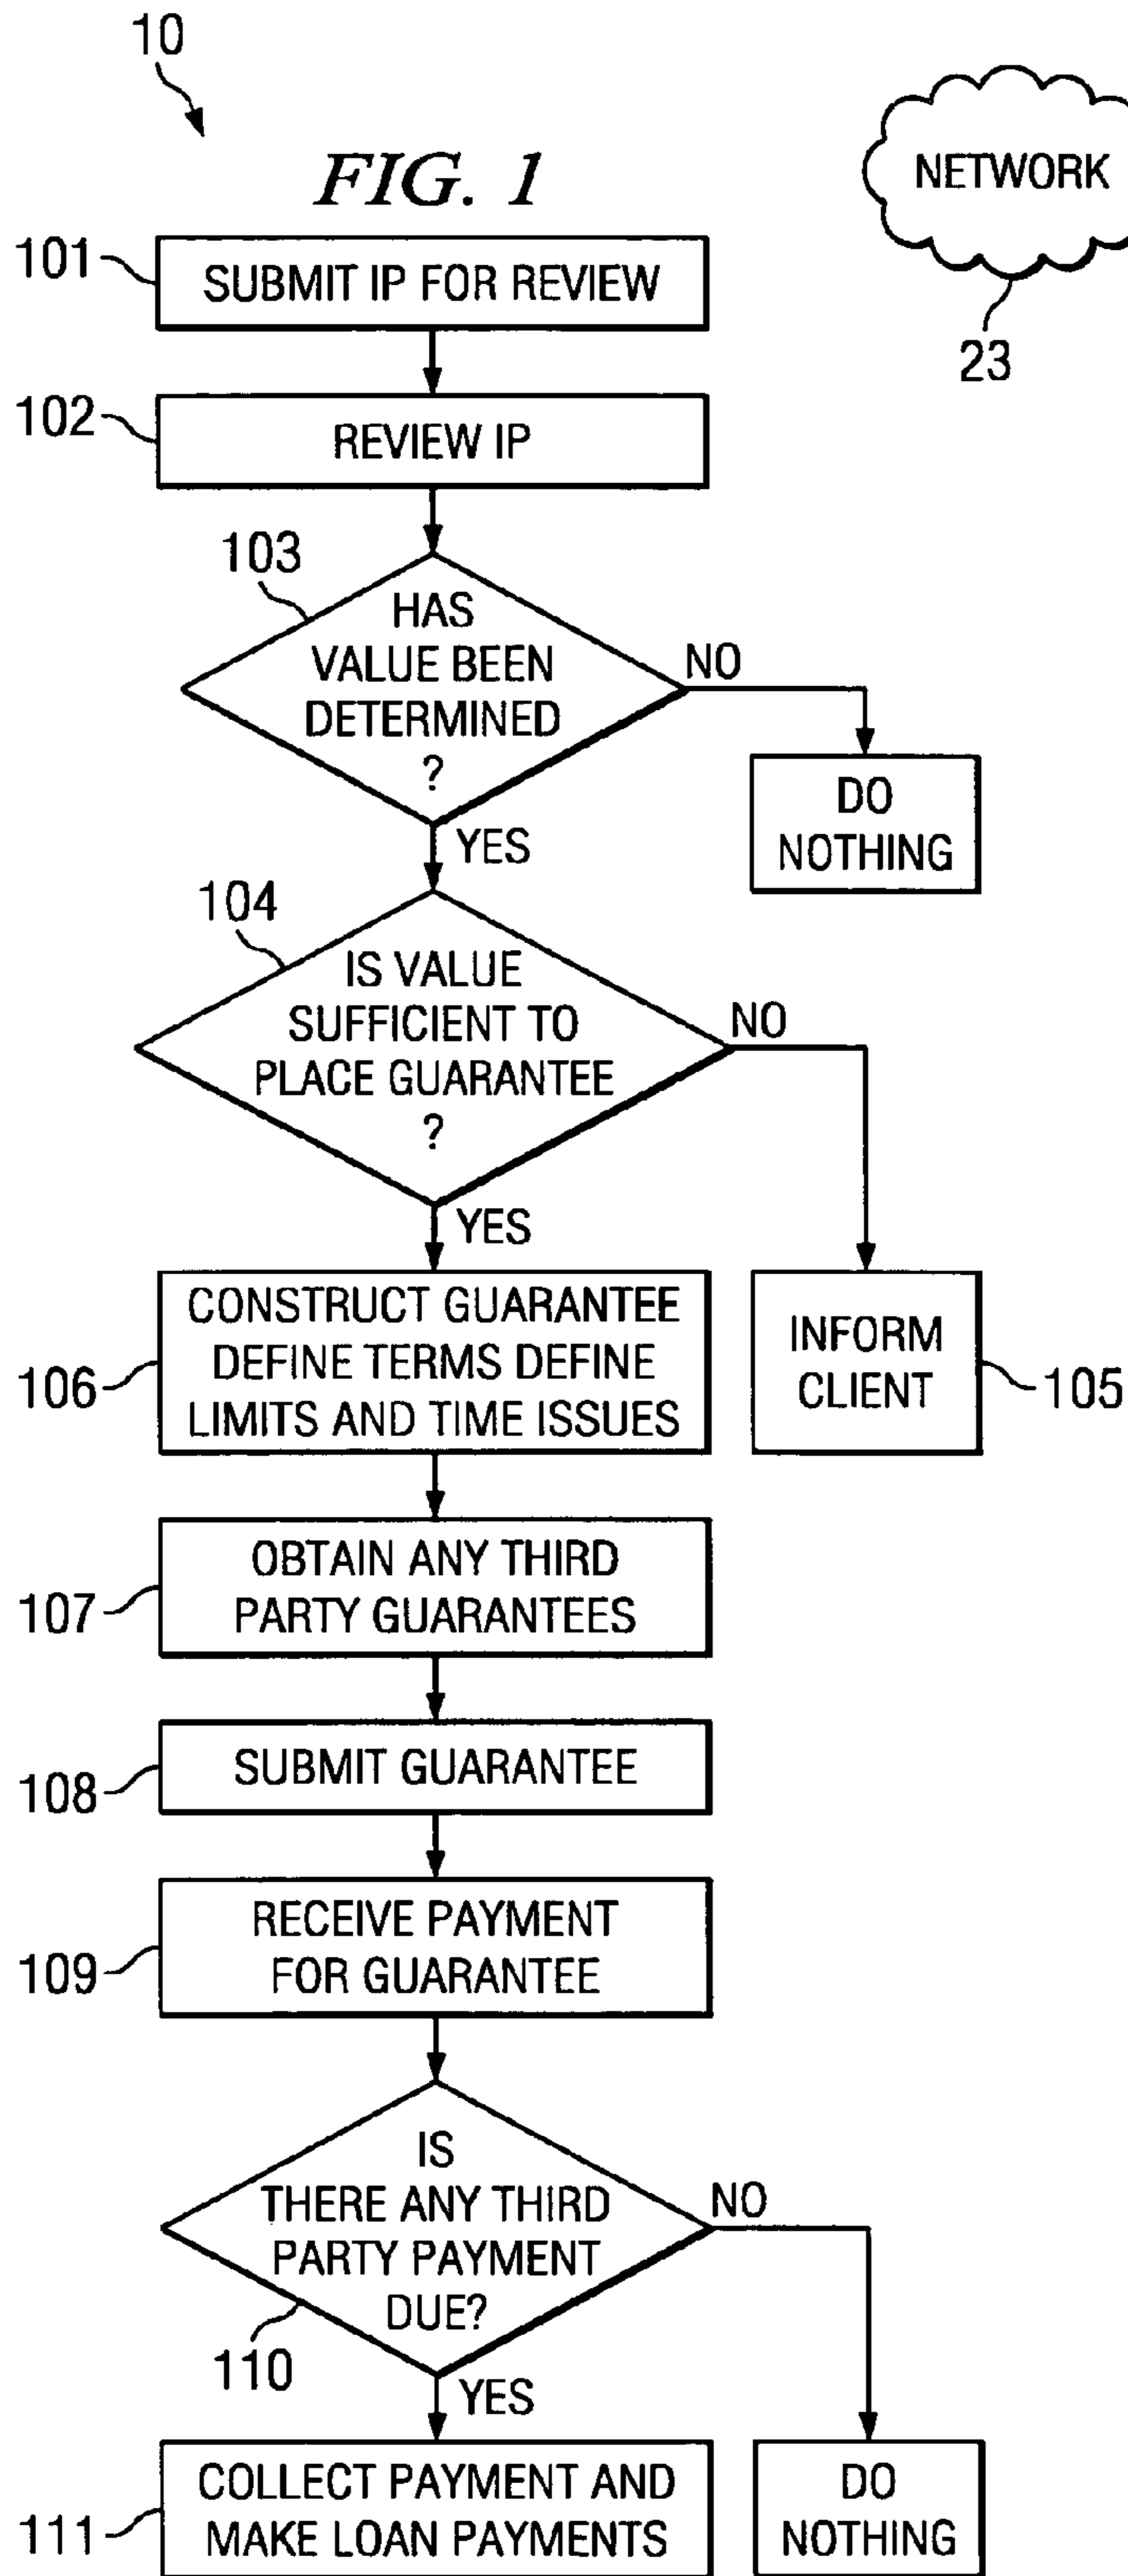 10
FIG. 1
NETWORK
23
101
SUBMIT IP FOR REVIEW
102
REVIEW IP
103
HAS
VALUE BEEN
DETERMINED
?
NO
DO
NOTHING
YES
104
IS VALUE
SUFFICIENT TO
PLACE GUARANTEE
?
NO
YES
106
CONSTRUCT GUARANTEE
DEFINE TERMS DEFINE
LIMITS AND TIME ISSUES
INFORM
CLIENT
105
107
OBTAIN ANY THIRD
PARTY GUARANTEES
108
SUBMIT GUARANTEE
109
RECEIVE PAYMENT
FOR GUARANTEE
IS
THERE ANY THIRD
PARTY PAYMENT
DUE?
NO
110
YES
111
COLLECT PAYMENT AND
MAKE LOAN PAYMENTS
DO
NOTHING